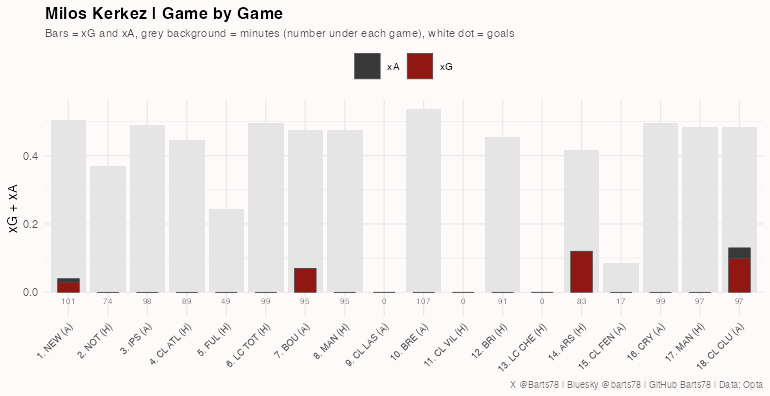 Milos Kerkez | Game by Game
Bars = xG and xA, grey background = minutes (number under each game), white dot = goals
xA xG
xG + xA
0.4
0.2
0.0
101 74 98 89 49 99 95 95 0 107 0 91 0 83 17 99 97 97
1. NEW (A)
2. NOT (H)
3. IPS (A)
4. CL ATL (H)
5. FUL (H)
6. LC TOT (H)
7. BOU (A)
8. MAN (H)
9. CL LAS (A)
10. BRE (A)
11. CL VIL (H)
12. BRI (H)
13. LC CHE (H)
14. ARS (H)
15. CL FEN (A)
16. CRY (A)
17. MAN (H)
18. CL CLU (A)
X @Barts78 | Bluesky @barts78 | GitHub Barts78 | Data: Opta